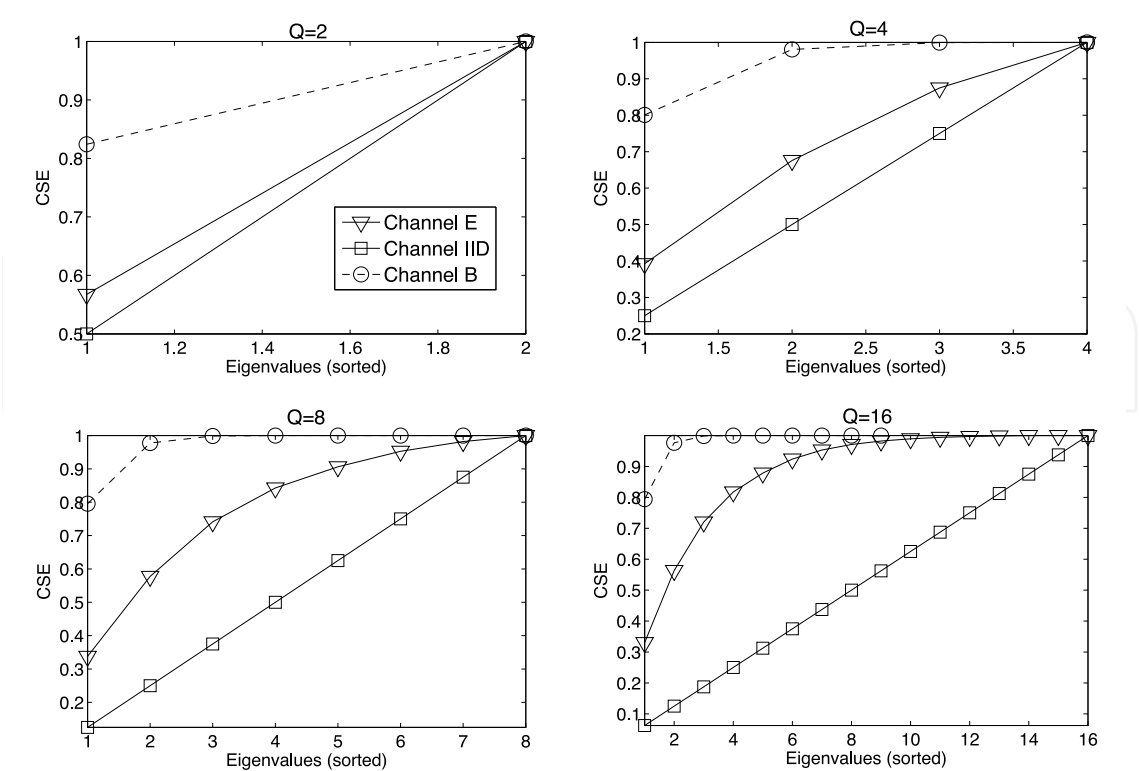 Q=2
1
0.9
0.8
0.7
0.6
0.5
CSE
Channel E
Channel IID
Channel B
1 1.2 1.4 1.6 1.8 2
Eigenvalues (sorted)
Q=4
1
0.9
0.8
0.7
0.6
0.5
0.4
0.3
0.2
CSE
1 1.5 2 2.5 3 3.5 4
Eigenvalues (sorted)
Q=8
1
0.9
0.8
0.7
0.6
0.5
0.4
0.3
0.2
CSE
1 2 3 4 5 6 7 8
Eigenvalues (sorted)
Q=16
0.9
0.8
0.7
0.6
0.5
0.4
0.3
0.2
0.1
CSE
2 4 6 8 10 12 14 16
Eigenvalues (sorted)